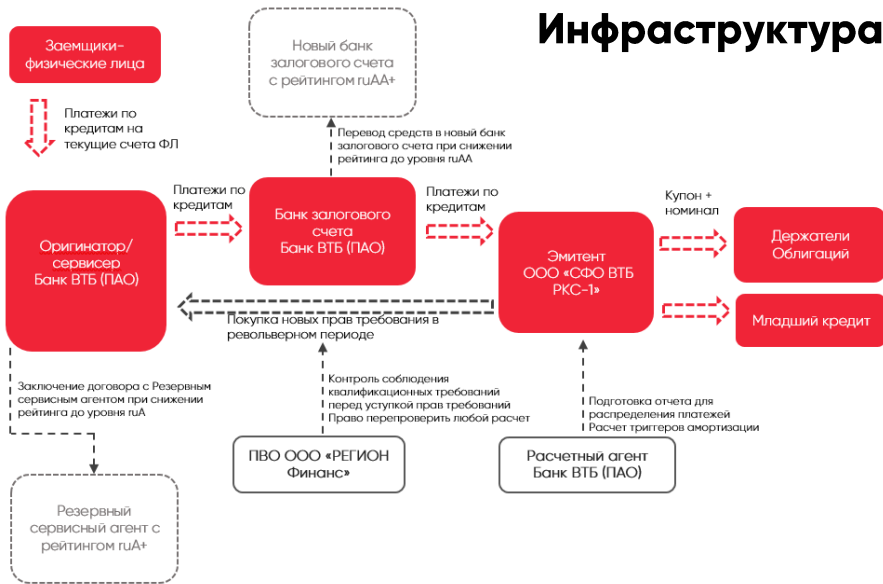 Инфраструктура
Заемщики-
физические лица
Новый банк
залогового счета
с рейтингом ruAA+
Платежи по
кредитам на
текущие счета ФЛ
Перевод средств в новый банк
залогового счета при снижении
рейтинга до уровня ruAA
Платежи по
кредитам
Платежи по
кредитам
Купон +
номинал
Оригинатор/
сервисер
Банк ВТБ (ПАО)
Банк залогового
счета
Банк ВТБ (ПАО)
Эмитент
ООО «СФО ВТБ
РКС-1»
Держатели
Облигаций
Младший кредит
Покупка новых прав требования в
револьверном периоде
Заключение договора с Резервным
сервисным агентом при снижении
рейтинга до уровня ruA
Контроль соблюдения
квалификационных требований
перед уступкой прав требований
Право перепроверить любой расчет
Подготовка отчета для
распределения платежей
Расчет триггеров амортизации
ПВО ООО «РЕГИОН
Финанс»
Расчетный агент
Банк ВТБ (ПАО)
Резервный
сервисный агент с
рейтингом ruA+